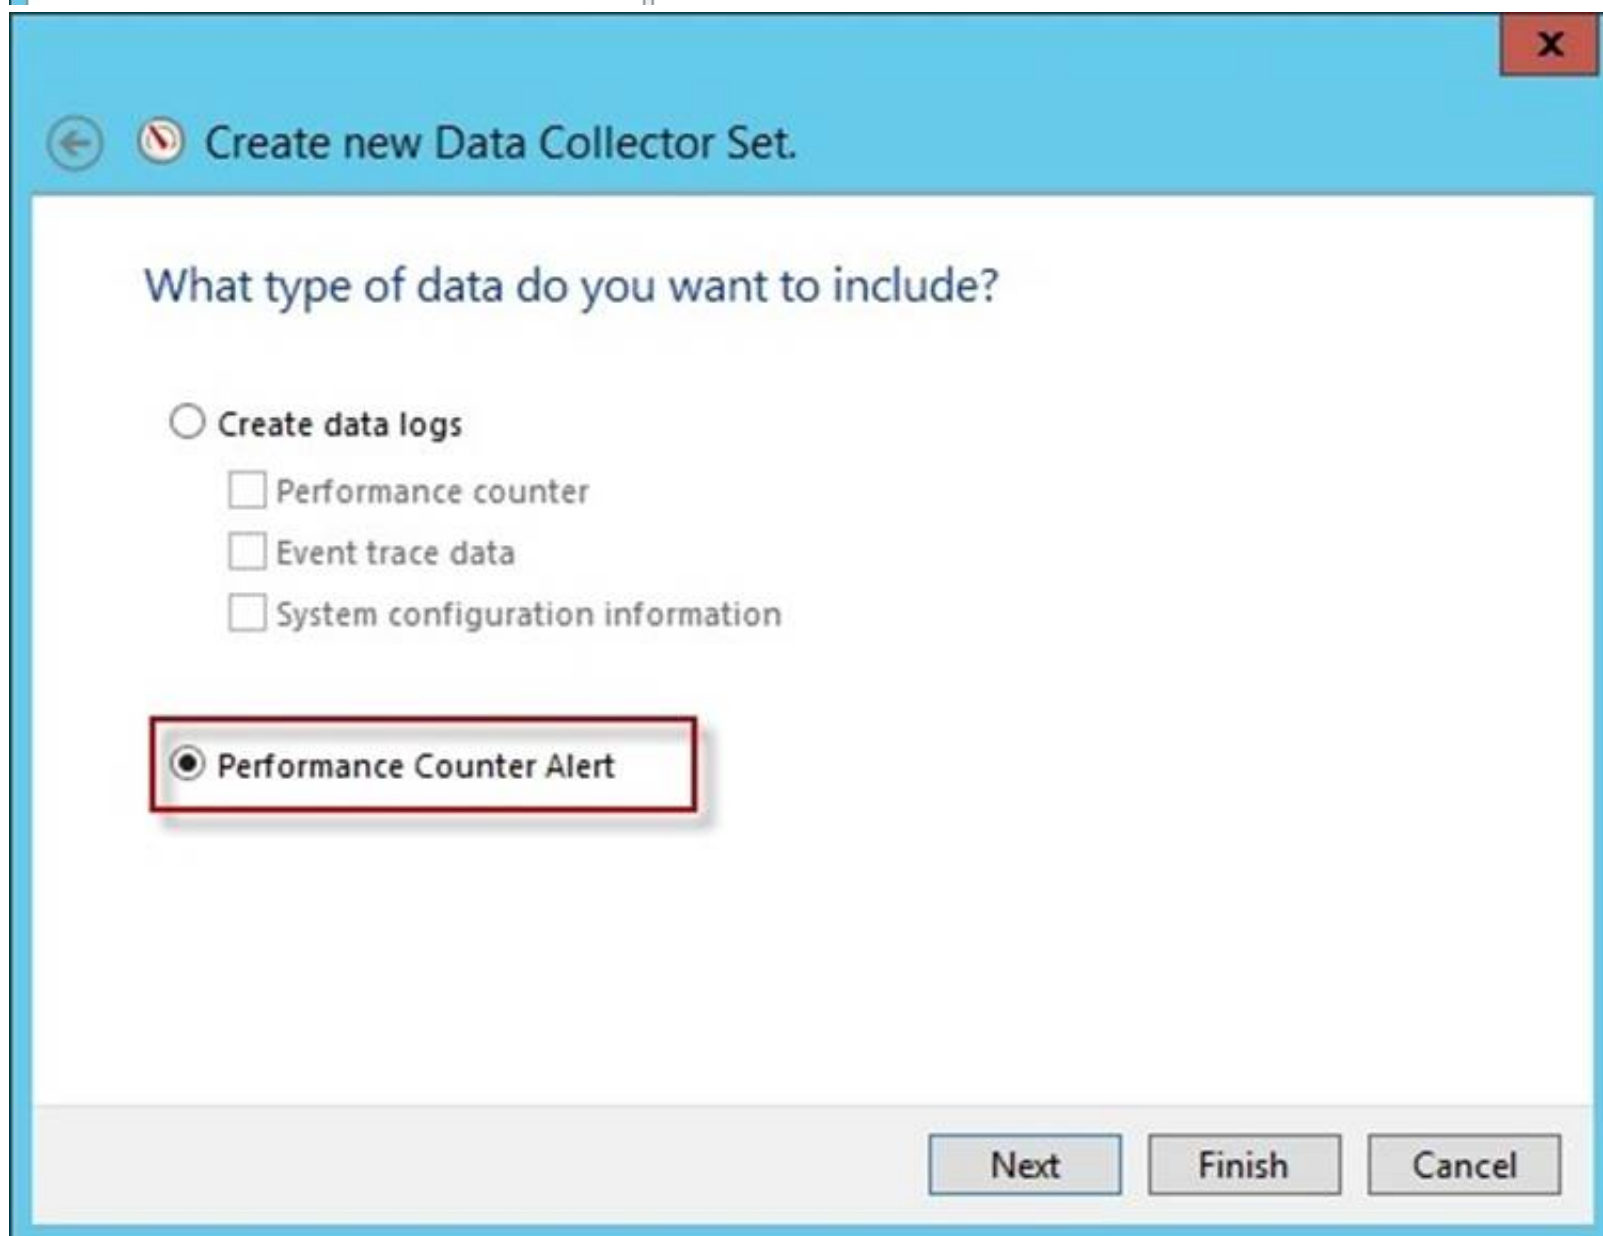 x
Create new Data Collector Set.
What type of data do you want to include?
Create data logs
Performance counter
Event trace data
System configuration information
Performance Counter Alert
Next Finish Cancel